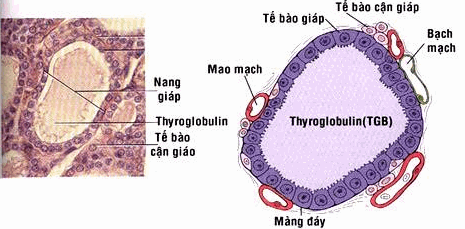 Tế bào giáp
Tế bào cận giáp
Bạch
mạch
Mao mạch
Nang
giáp
Thyroglobulin
Tế bào
cận giáo
Thyroglobulin(TGB)
Màng đáy